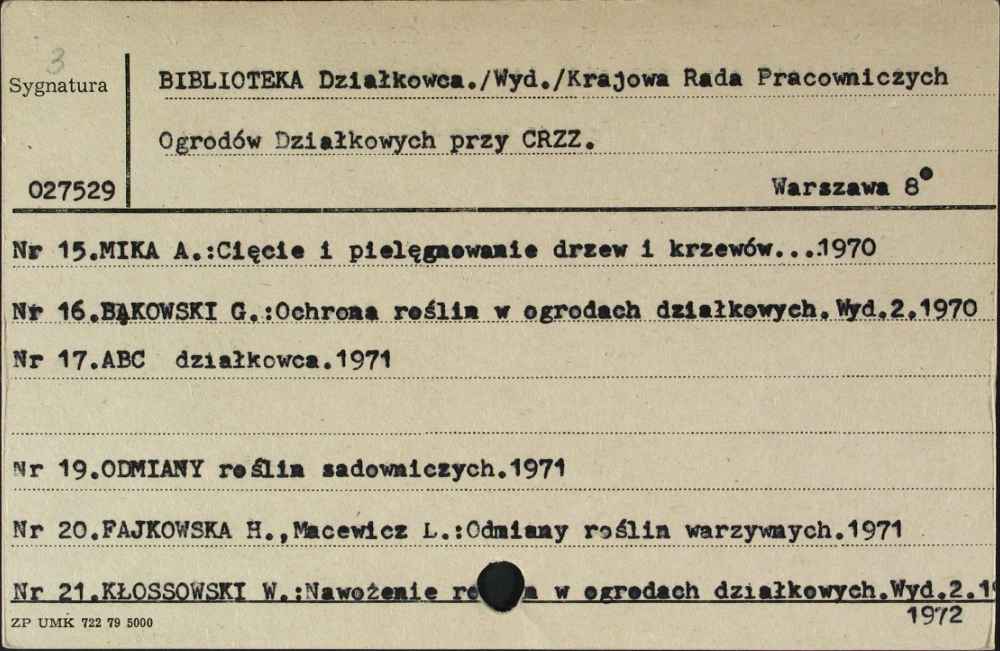 3
Sygnatura
BIBLIOTEKA Działkowca./Wyd./Krajowa Rada Pracowniczych
Ogrodów Działkowych przy CRZZ.
027529
Warszawa 8°
Nr 15.MIKA A.:Cięcie i pielęgnowanie drzew i krzewów....1970
Nr 16.BĄKOWSKI G.:Ochrona roślin w ogrodach działkowych.Wyd.2.1970
Nr 17.ABC działkowca.1971
Nr 19.ODMIANY roślin sadowniczych.1971
Nr 20.FAJKOWSKA H.,Macewicz L.:Odmiany roślin warzywnych.1971
Nr 21.KŁOSSOWSKI W.:Nawożenie w ogrodach działkowych.Wyd.2.
1972
ZP UMK 722 79 5000